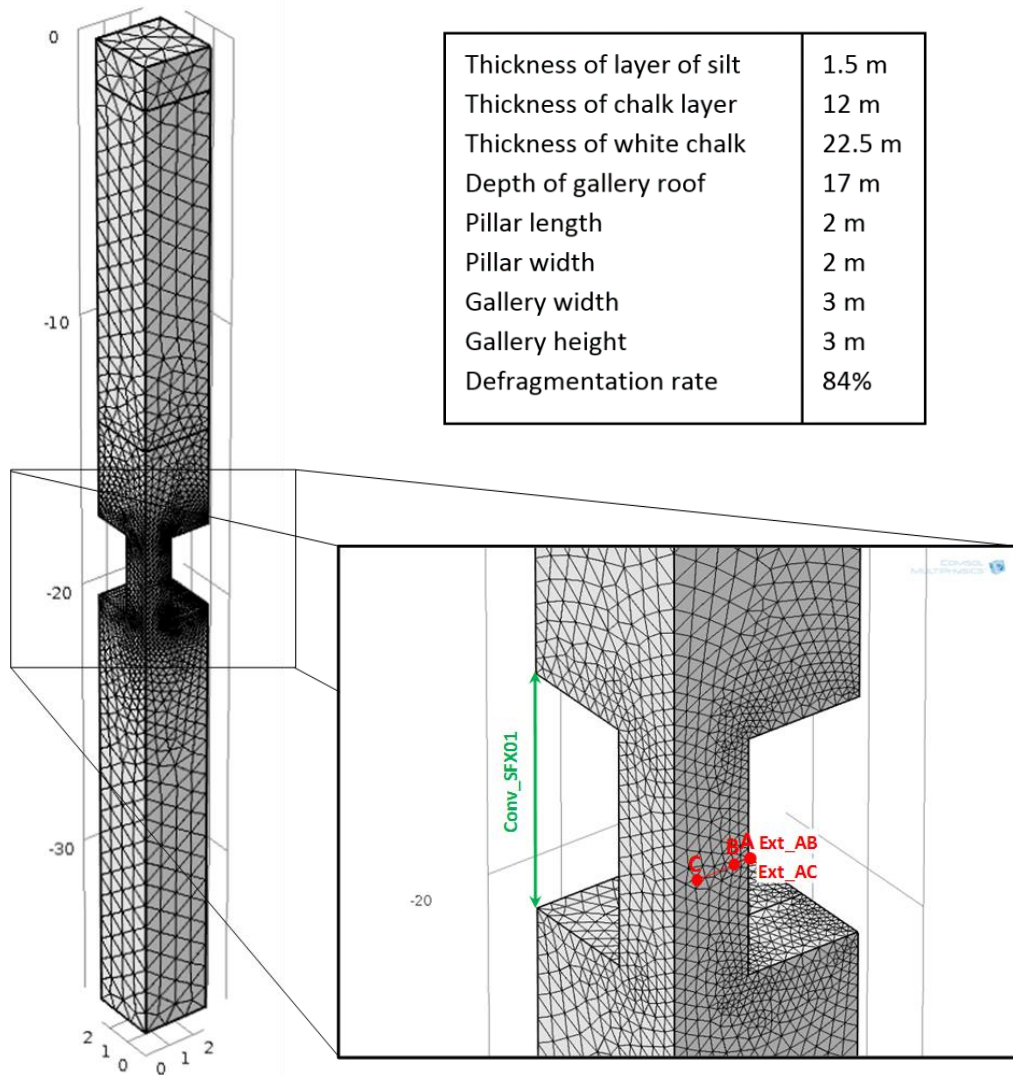 0
-10
-20
-30
2
1
0
0
1
2
Thickness of layer of silt 1.5 m
Thickness of chalk layer 12 m
Thickness of white chalk 22.5 m
Depth of gallery roof 17 m
Pillar length 2 m
Pillar width 2 m
Gallery width 3 m
Gallery height 3 m
Defragmentation rate 84%
COMSOL
MULTIPHYSICS
Conv_SFX01
A Ext_AB
B
C Ext_AC
-20